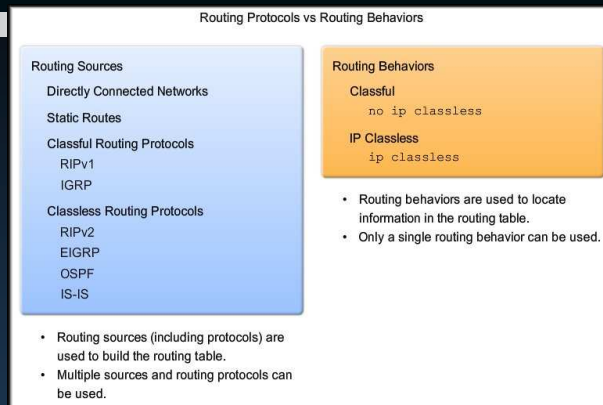 Routing Protocols vs Routing Behaviors
Routing Sources
Directly Connected Networks
Static Routes
Classful Routing Protocols
RIPv1
IGRP
Classless Routing Protocols
RIPv2
EIGRP
OSPF
IS-IS
• Routing sources (including protocols) are
used to build the routing table.
• Multiple sources and routing protocols can
be used.
Routing Behaviors
Classful
no ip classless
IP Classless
ip classless
• Routing behaviors are used to locate
information in the routing table.
• Only a single routing behavior can be used.